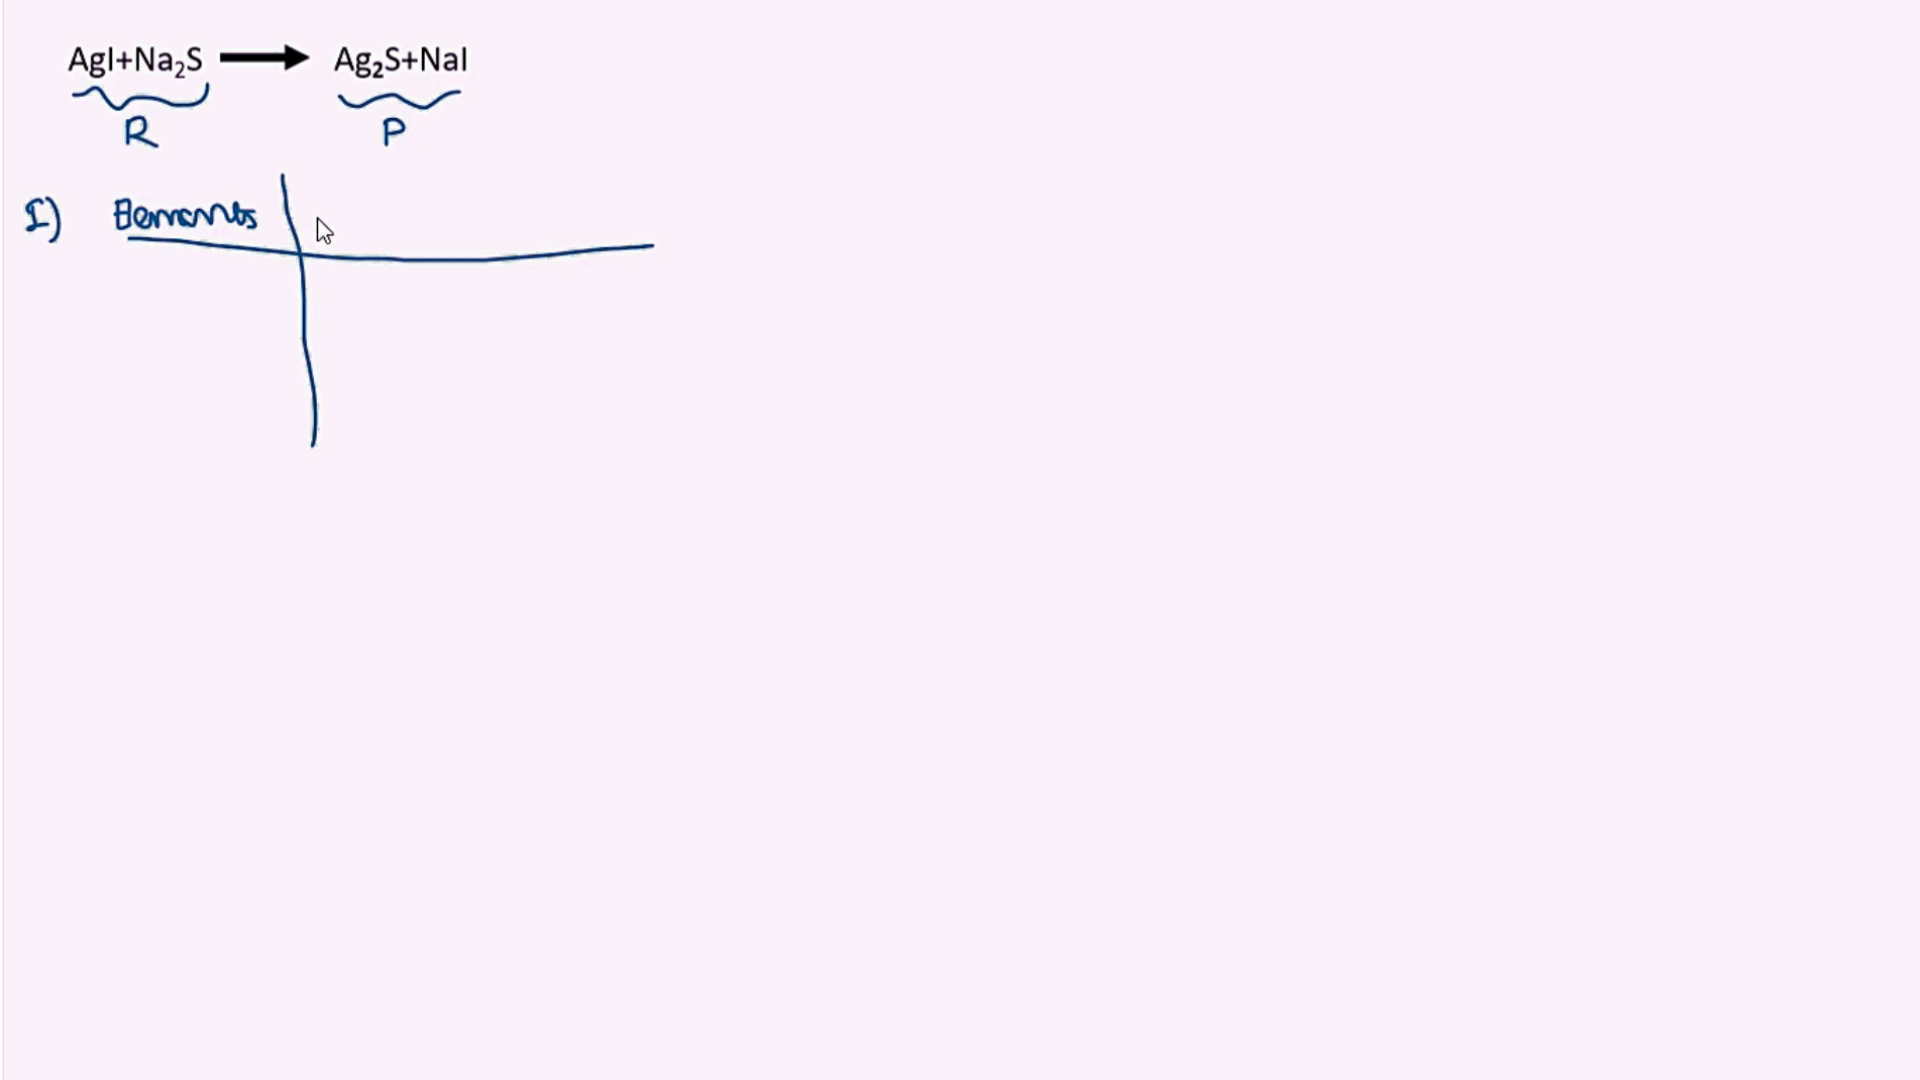 AgI+Na₂S → Ag₂S+NaI
R P
I) Elements